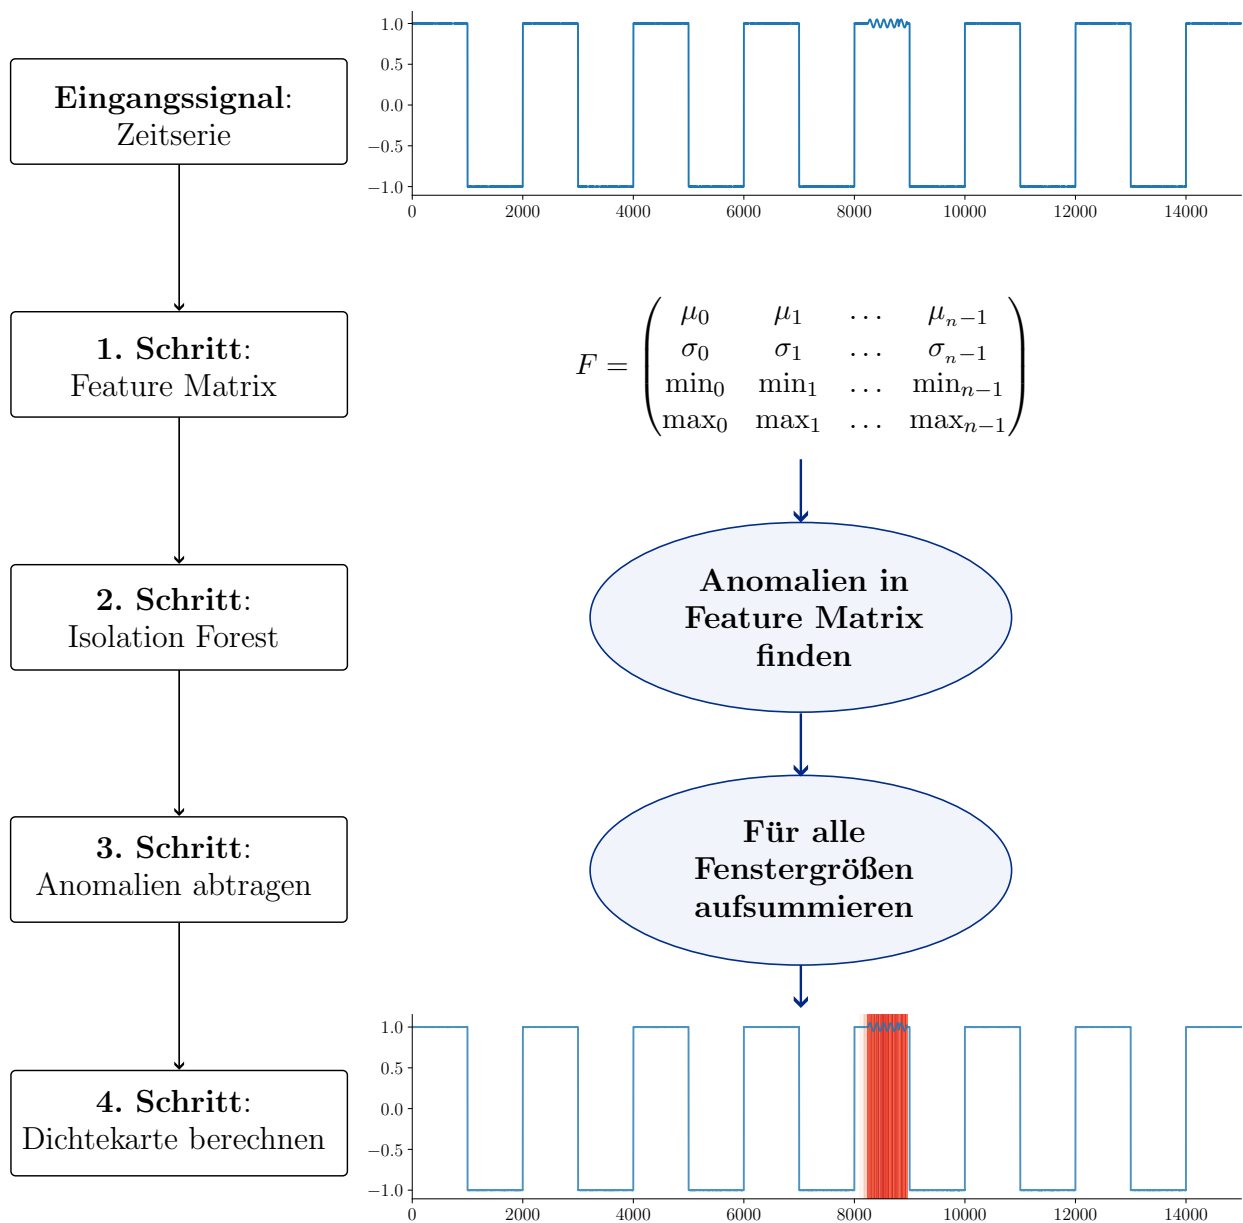 1.0
0.5
0.0
−0.5
−1.0
0 2000 4000 6000 8000 10000 12000 14000
Eingangssignal:
Zeitserie
1. Schritt:
Feature Matrix
F =
μ0 μ1 … μn−1
σ0 σ1 … σn−1
min0 min1 … minn−1
max0 max1 … maxn−1
2. Schritt:
Isolation Forest
Anomalien in
Feature Matrix
finden
3. Schritt:
Anomalien abtragen
Für alle
Fenstergrößen
aufsummieren
4. Schritt:
Dichtekarte berechnen
1.0
0.5
0.0
−0.5
−1.0
0 2000 4000 6000 8000 10000 12000 14000